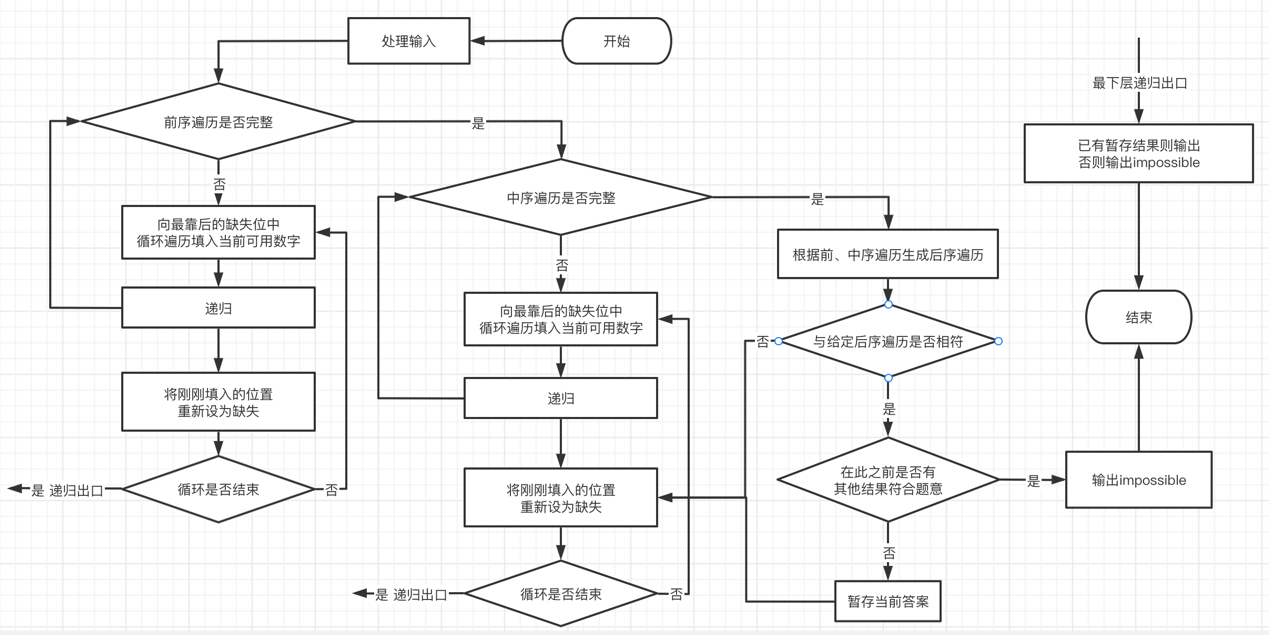 开始
处理输入
前序遍历是否完整
是
否
向最靠后的缺失位中
循环遍历填入当前可用数字
递归
将刚刚填入的位置
重新设为缺失
循环是否结束
是 递归出口
否
中序遍历是否完整
是
否
向最靠后的缺失位中
循环遍历填入当前可用数字
递归
将刚刚填入的位置
重新设为缺失
循环是否结束
是 递归出口
否
根据前、中序遍历生成后序遍历
与给定后序遍历是否相符
否
是
在此之前是否有
其他结果符合题意
是
否
暂存当前答案
输出impossible
最下层递归出口
已有暂存结果则输出
否则输出impossible
结束